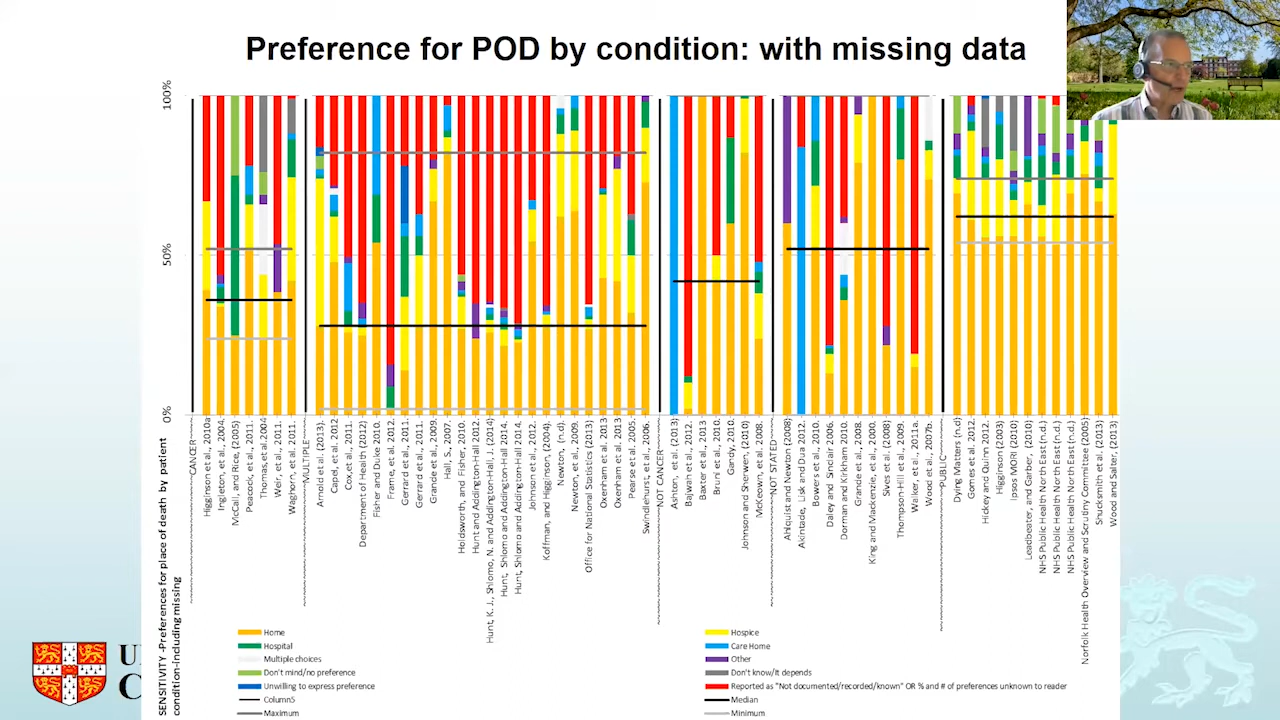 Preference for POD by condition: with missing data
100%
50%
0%
SENSITIVITY -Preferences for place of death by patient
condition-including missing
~CANCER~
Higginson et al., 2010a
Ingleton, et al., 2004.
McCall, and Rice, (2005)
Peacock, et al., 2011.
Thomas, et al.2004
Weir, et al., 2011.
Waghorn, et al., 2011.
~MULTIPLE~
Arnold et al. (2013).
Capel, et al. 2012
Cox,et al., 2011.
Department of Health (2012)
Fisher and Duke 2010.
Frame, et al. 2012.
Gerrard et al., 2011.
Gerrard et al., 2011.
Grande et al., 2009.
Hall, S., 2007.
Holdsworth, and Fisher, 2010.
Hunt and Addington-Hall 2012.
Hunt, K. J., Shlomo, N. and Addington-Hall, J. (2014)
Hunt, Shlomo and Addington-Hall 2014.
Hunt, Shlomo and Addington-Hall 2014.
Johnson et al., 2012.
Koffman, and Higginson, (2004).
Newton, (n.d).
Newton, et al., 2009.
Office for National Statistics (2013)
Oxenham et al. 2013
Oxenham et al. 2013
Pearse et al. 2005.
Swindlehurst, et al., 2006.
~NOT CANCER~
Ashton, et al. (2013)
Bajwah et al., 2012.
Baxter et al., 2013
Bruni et al., 2010.
Gandy, et al., 2010.
Johnson and Sherwen, (2010)
McKeown, et al., 2008.
~NOT STATED~
Ahlquist and Newton (2008)
Akintade, Lisk and Dua 2012.
Bowers et al., 2010.
Daley and Sinclair 2006.
Dorman and Kirkham 2010.
Grande et al., 2008.
King and Mackenzie, et al., 2000.
Sives et al., (2008)
Thompson-Hill et al., 2009.
Walker, et al., 2011a.
Wood et al., 2007b.
~PUBLIC~
Dying Matters (n.d)
Gomes et al., 2012.
Hickey and Quinn 2012.
Higginson (2003)
Ipsos MORI (2010)
Leadbeater, and Garber, (2010)
NHS Public Health North East (n.d.)
NHS Public Health North East (n.d.)
NHS Public Health North East (n.d.)
Norfolk Health Overview and Scrutiny Committee (2005)
Shucksmith et al. (2013)
Wood and Salter, (2013)
Home
Hospice
Hospital
Care Home
Multiple choices
Other
Don't mind/no preference
Don't know/It depends
Unwilling to express preference
Reported as "Not documented/recorded/known" OR % and # of preferences unknown to reader
Column5
Median
Maximum
Minimum